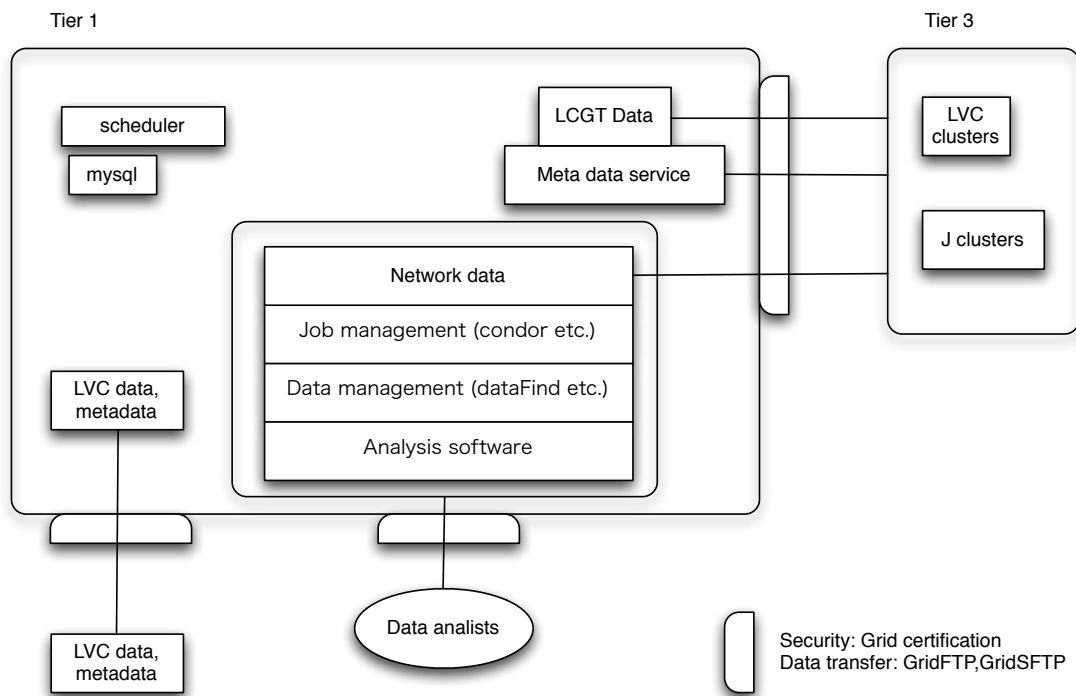 Tier 1
Tier 3
scheduler
mysql
LCGT Data
Meta data service
LVC
clusters
J clusters
Network data
Job management (condor etc.)
Data management (dataFind etc.)
Analysis software
LVC data,
metadata
Data analists
LVC data,
metadata
Security: Grid certification
Data transfer: GridFTP,GridSFTP